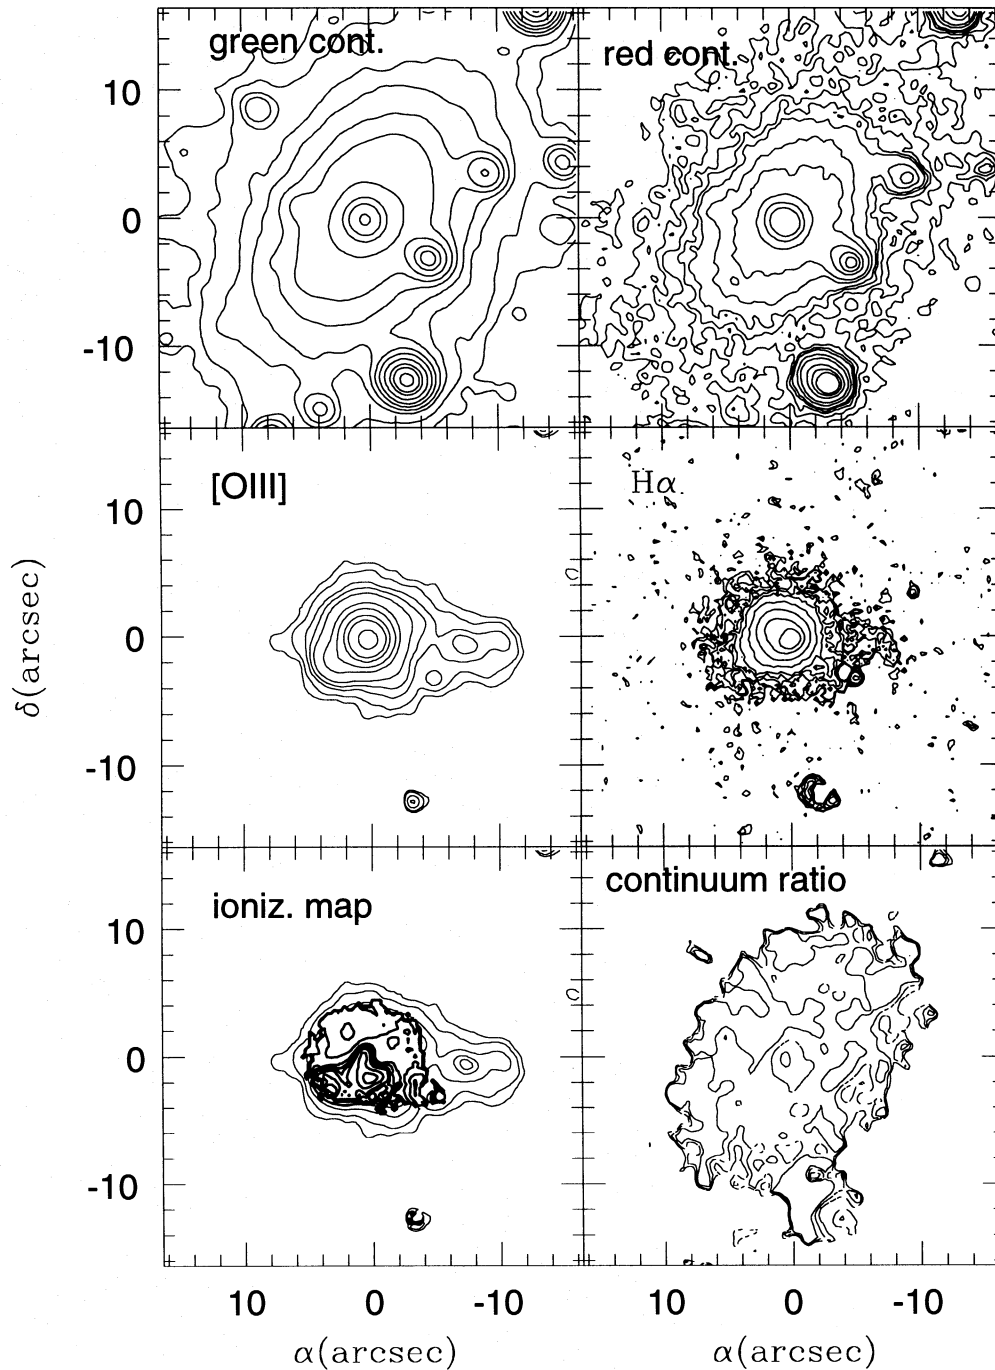 green cont.
red cont.
10
0
-10
[OIII]
Hα
10
0
-10
δ(arcsec)
ioniz. map
continuum ratio
10
0
-10
10 0 -10
10 0 -10
α(arcsec)
α(arcsec)